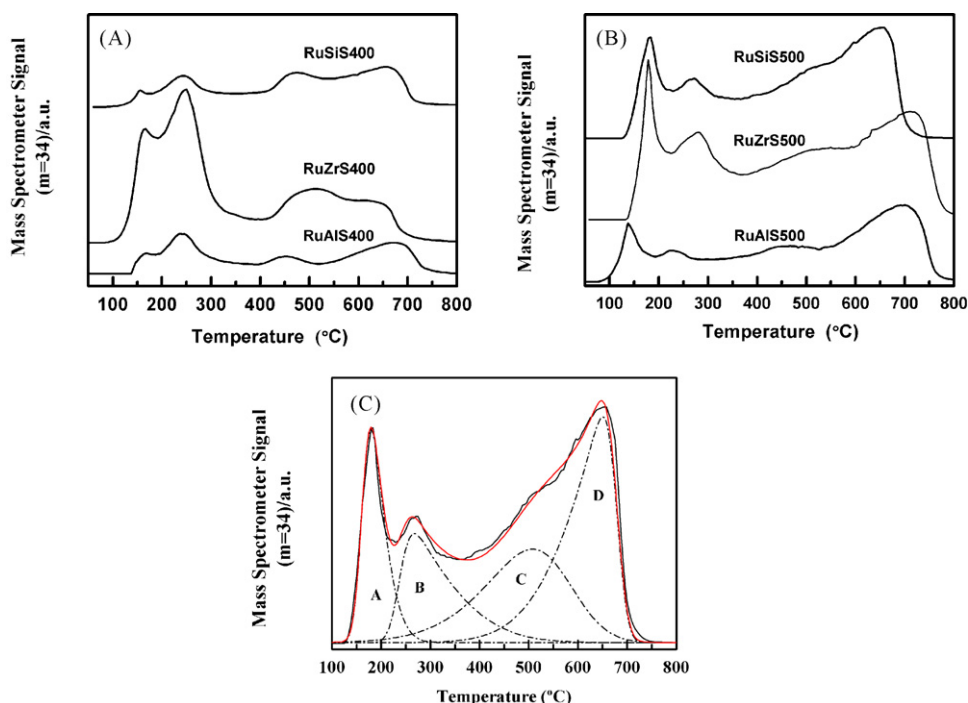 (A)
RuSiS400
RuZrS400
RuAlS400
Mass Spectrometer Signal
(m=34)/a.u.
100 200 300 400 500 600 700 800
Temperature (°C)
(B)
RuSiS500
RuZrS500
RuAlS500
Mass Spectrometer Signal
(m=34)/a.u.
100 200 300 400 500 600 700 800
Temperature (°C)
(C)
A
B
C
D
Mass Spectrometer Signal
(m=34)/a.u.
100 200 300 400 500 600 700 800
Temperature (°C)